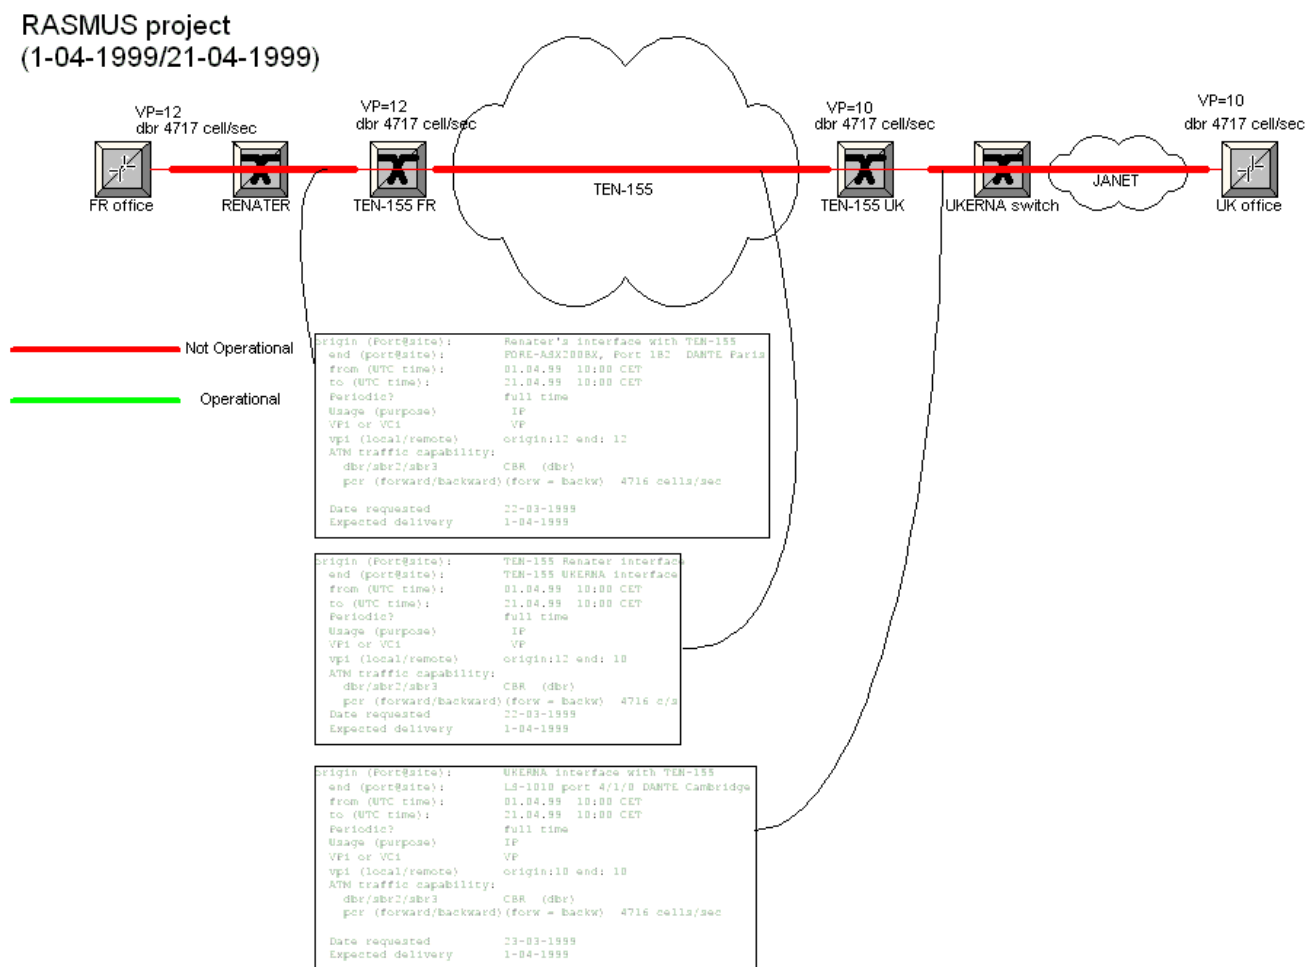 RASMUS project
(1-04-1999/21-04-1999)
VP=12
dbr 4717 cell/sec
VP=12
dbr 4717 cell/sec
VP=10
dbr 4717 cell/sec
VP=10
dbr 4717 cell/sec
FR office
RENATER
TEN-155 FR
TEN-155
TEN-155 UK
UKERNA switch
JANET
UK office
Not Operational
Operational
origin (Port@site): Renater's interface with TEN-155
end (port@site): FORE-ASX200BX, Port 1B2 DANTE Paris
from (UTC time): 01.04.99 10:00 CET
to (UTC time): 21.04.99 10:00 CET
Periodic? full time
Usage (purpose) IP
VPi or VCi VP
vpi (local/remote) origin:12 end: 12
ATM traffic capability:
dbr/sbr2/sbr3 CBR (dbr)
pcr (forward/backward)(forw = backw) 4716 cells/sec
Date requested 22-03-1999
Expected delivery 1-04-1999
origin (Port@site): TEN-155 Renater interface
end (port@site): TEN-155 UKERNA interface
from (UTC time): 01.04.99 10:00 CET
to (UTC time): 21.04.99 10:00 CET
Periodic? full time
Usage (purpose) IP
VPi or VCi VP
vpi (local/remote) origin:12 end: 10
ATM traffic capability:
dbr/sbr2/sbr3 CBR (dbr)
pcr (forward/backward)(forw = backw) 4716 c/s
Date requested 22-03-1999
Expected delivery 1-04-1999
origin (Port@site): UKERNA interface with TEN-155
end (port@site): LS-1010 port 4/1/0 DANTE Cambridge
from (UTC time): 01.04.99 10:00 CET
to (UTC time): 21.04.99 10:00 CET
Periodic? full time
Usage (purpose) IP
VPi or VCi VP
vpi (local/remote) origin:10 end: 10
ATM traffic capability:
dbr/sbr2/sbr3 CBR (dbr)
pcr (forward/backward)(forw = backw) 4716 cells/sec
Date requested 23-03-1999
Expected delivery 1-04-1999